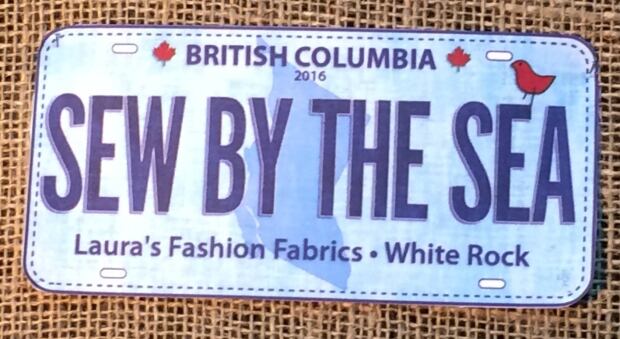 BRITISH COLUMBIA
2016
SEW BY THE SEA
Laura's Fashion Fabrics • White Rock